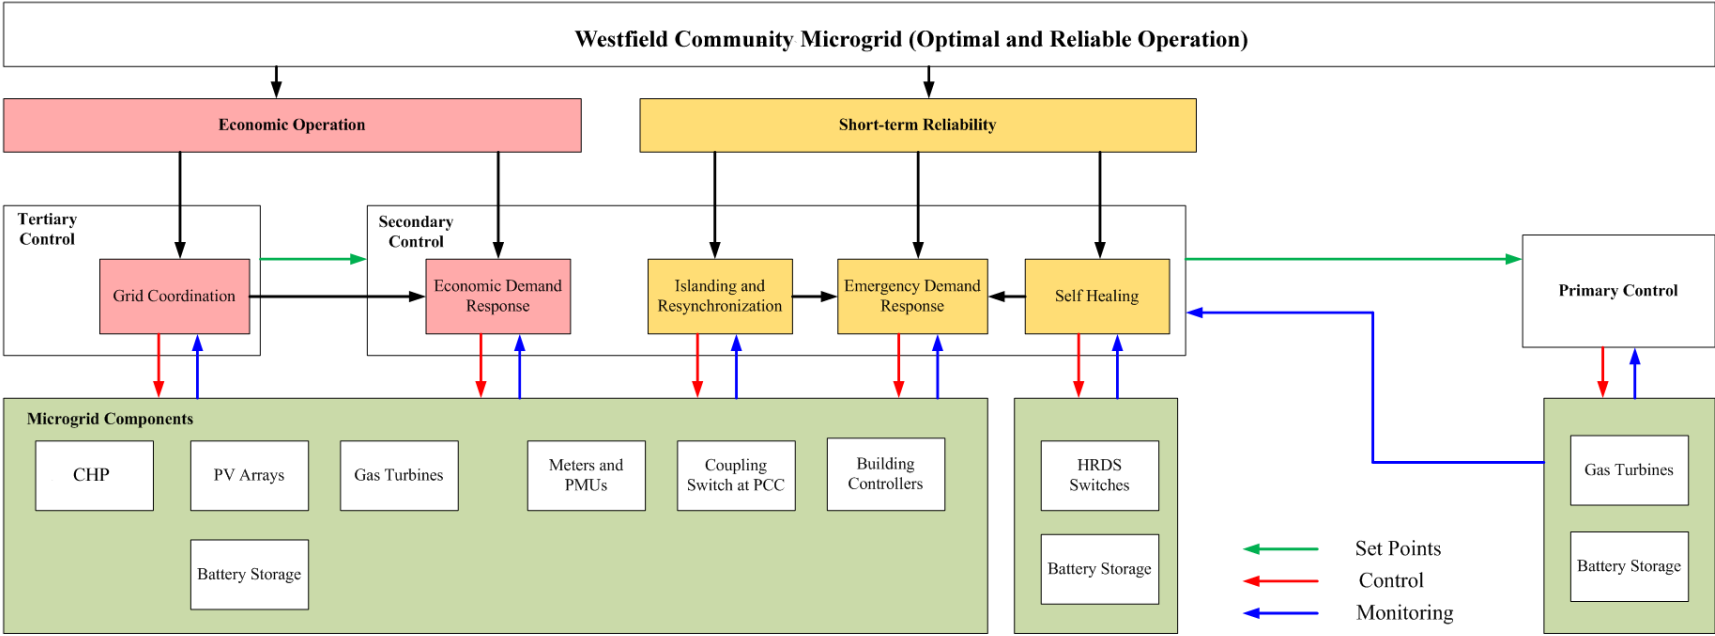 Westfield Community Microgrid (Optimal and Reliable Operation)
Economic Operation
Short-term Reliability
Tertiary
Control
Secondary
Control
Grid Coordination
Economic Demand
Response
Islanding and
Resynchronization
Emergency Demand
Response
Self Healing
Primary Control
Microgrid Components
CHP
PV Arrays
Gas Turbines
Meters and
PMUs
Coupling
Switch at PCC
Building
Controllers
Battery Storage
HRDS
Switches
Battery Storage
Gas Turbines
Battery Storage
Set Points
Control
Monitoring